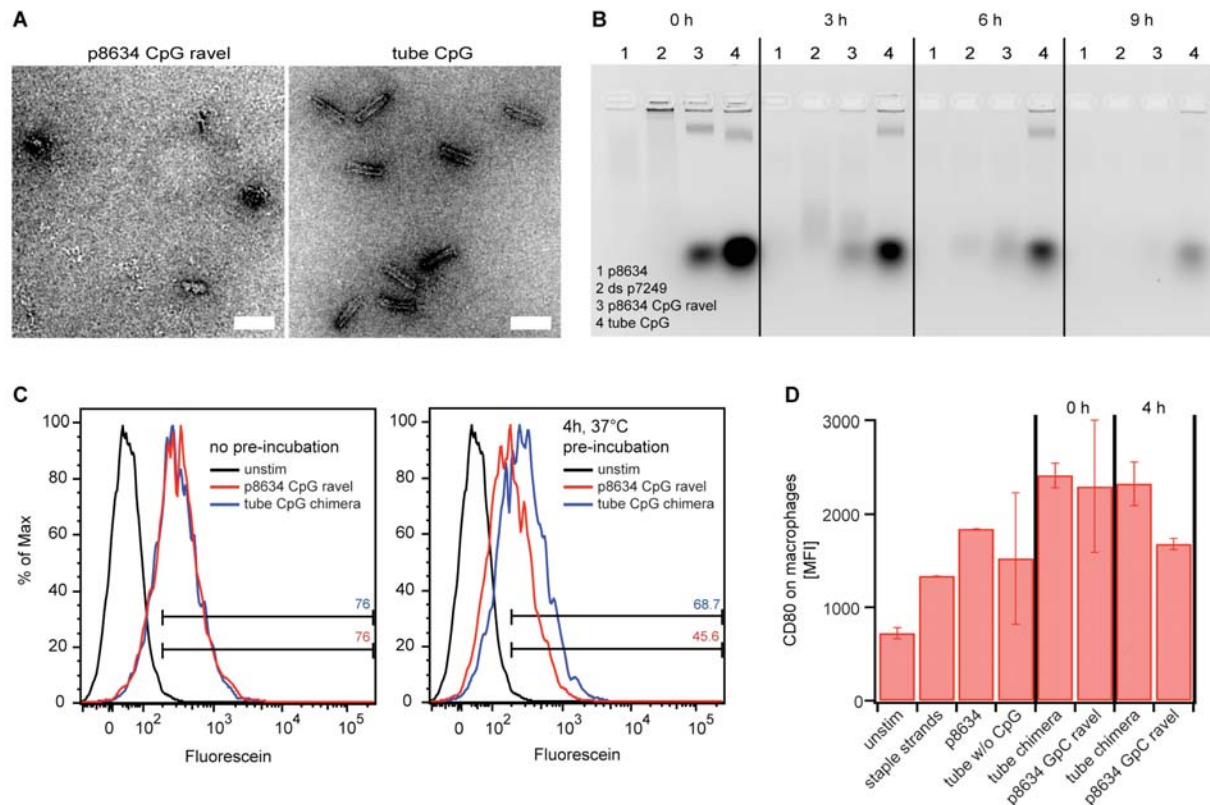 A
p8634 CpG ravel
tube CpG
B
0 h
3 h
6 h
9 h
1 2 3 4 1 2 3 4 1 2 3 4 1 2 3 4
1 p8634
2 ds p7249
3 p8634 CpG ravel
4 tube CpG
C
100
80
60
40
20
0
% of Max
no pre-incubation
unstim
p8634 CpG ravel
tube CpG chimera
76
76
0 10² 10³ 10⁴ 10⁵
Fluorescein
100
80
60
40
20
0
4h, 37°C
pre-incubation
unstim
p8634 CpG ravel
tube CpG chimera
68.7
45.6
0 10² 10³ 10⁴ 10⁵
Fluorescein
D
0 h
4 h
3000
2000
1000
0
CD80 on macrophages
[MFI]
unstim
staple strands
p8634
tube w/o CpG
tube chimera
p8634 GpC ravel
tube chimera
p8634 GpC ravel